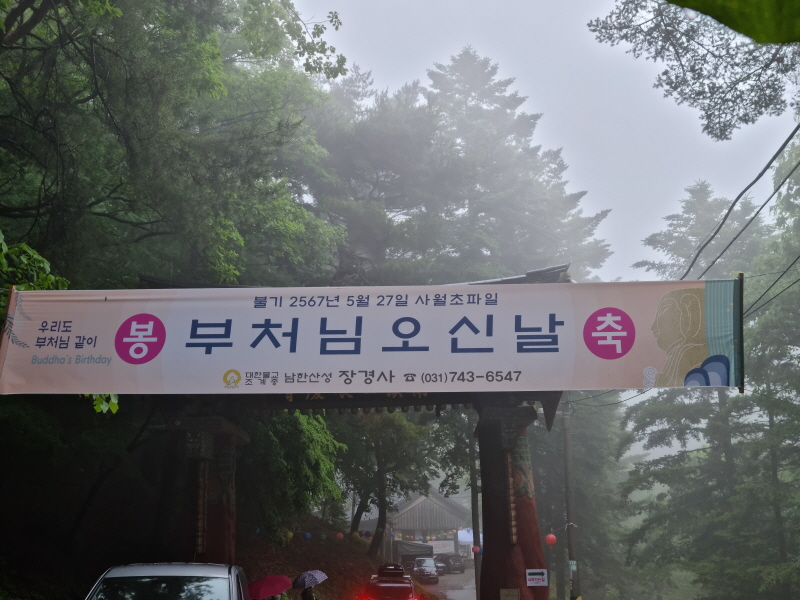 불기 2567년 5월 27일 사월초파일
우리도
부처님 같이
Buddha's Birthday
봉 부처님오신날 축
대한불교
조계종 남한산성 장경사 ☎ (031)743-6547